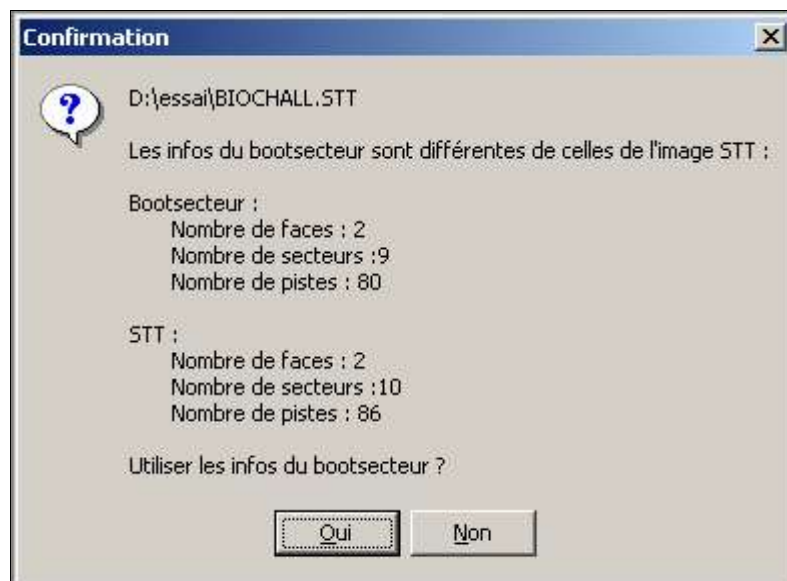 Confirmation
D:\essai\BIOCHALL.STT
Les infos du bootsecteur sont différentes de celles de l'image STT :
Bootsecteur :
Nombre de faces : 2
Nombre de secteurs :9
Nombre de pistes : 80
STT :
Nombre de faces : 2
Nombre de secteurs :10
Nombre de pistes : 86
Utiliser les infos du bootsecteur ?
Oui
Non